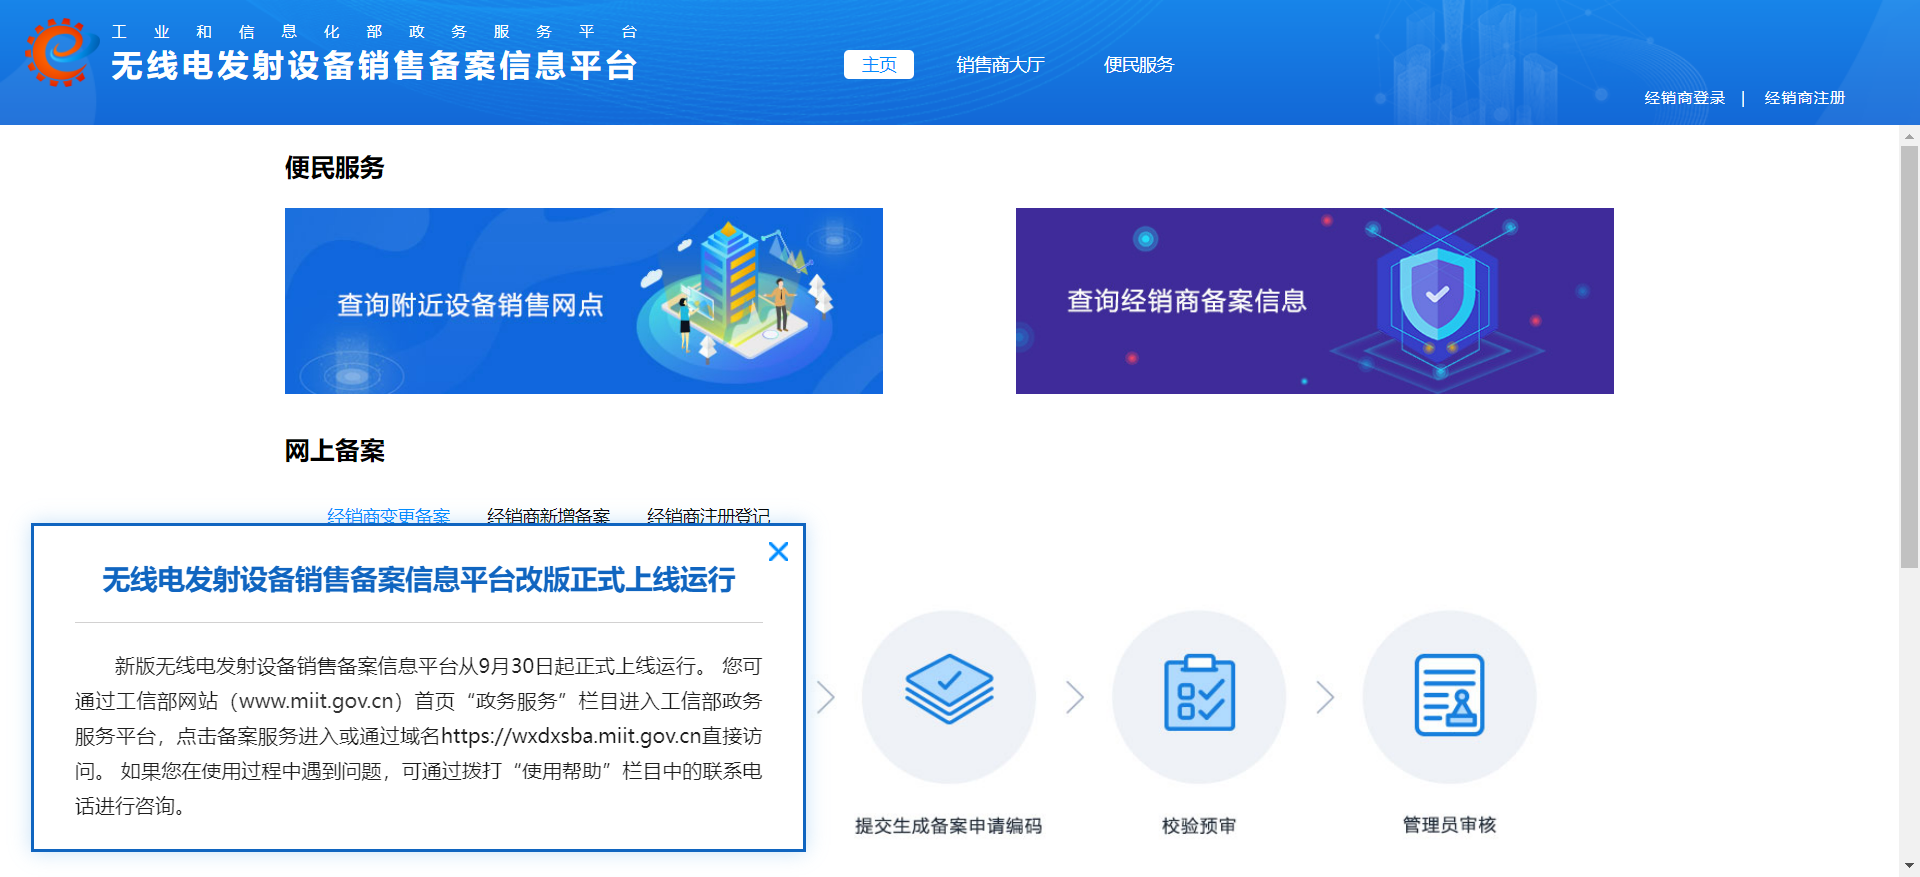 工业和信息化部政务服务平台
无线电发射设备销售备案信息平台
主页
销售商大厅
便民服务
经销商登录 | 经销商注册
便民服务
查询附近设备销售网点
查询经销商备案信息
网上备案
经销商变更备案
经销商新增备案
经销商注册登记
无线电发射设备销售备案信息平台改版正式上线运行
新版无线电发射设备销售备案信息平台从9月30日起正式上线运行。 您可
通过工信部网站（www.miit.gov.cn）首页“政务服务”栏目进入工信部政务
服务平台，点击备案服务进入或通过域名https://wxdxsba.miit.gov.cn直接访
问。 如果您在使用过程中遇到问题，可通过拨打“使用帮助”栏目中的联系电
话进行咨询。
提交生成备案申请编码
校验预审
管理员审核